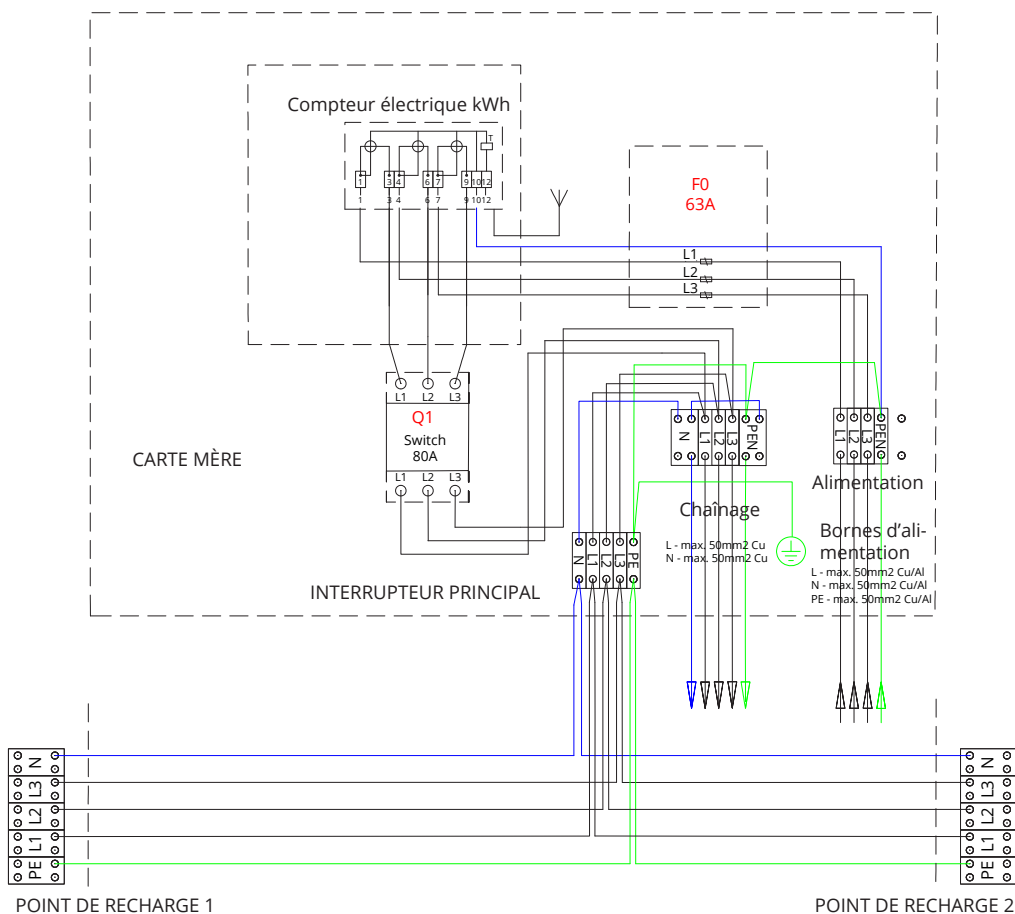 Compteur électrique kWh
T
1 3 4 6 7 9 10 12
1 3 4 6 7 9 10 12
F0
63A
L1
L2
L3
L1 L2 L3
Q1
Switch
80A
L1 L2 L3
CARTE MÈRE
N L1 L2 L3 PEN
L1 L2 L3 PEN
Alimentation
Chaînage
L - max. 50mm2 Cu
N - max. 50mm2 Cu
Bornes d’ali-
mentation
L - max. 50mm2 Cu/Al
N - max. 50mm2 Cu/Al
PE - max. 50mm2 Cu/Al
N L1 L2 L3 PE
INTERRUPTEUR PRINCIPAL
N
L3
L2
L1
PE
N
L3
L2
L1
PE
POINT DE RECHARGE 1
POINT DE RECHARGE 2